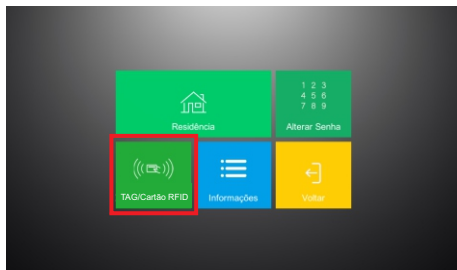 1 2 3
4 5 6
7 8 9
Residência
Alterar Senha
TAG/Cartão RFID
Informações
Voltar